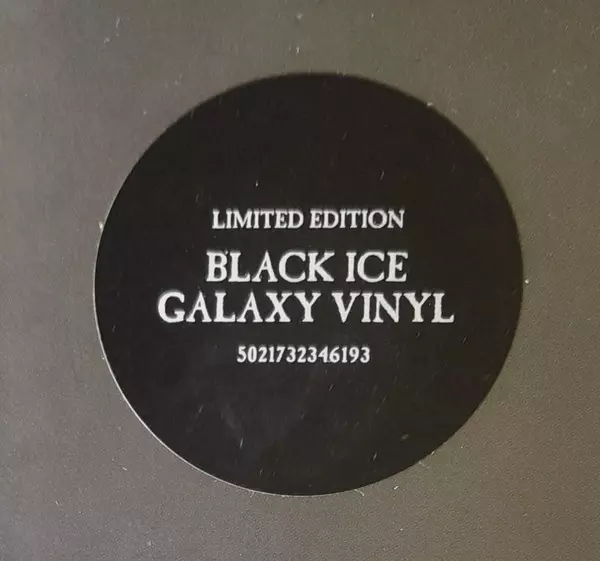 LIMITED EDITION
BLACK ICE
GALAXY VINYL
5021732346193